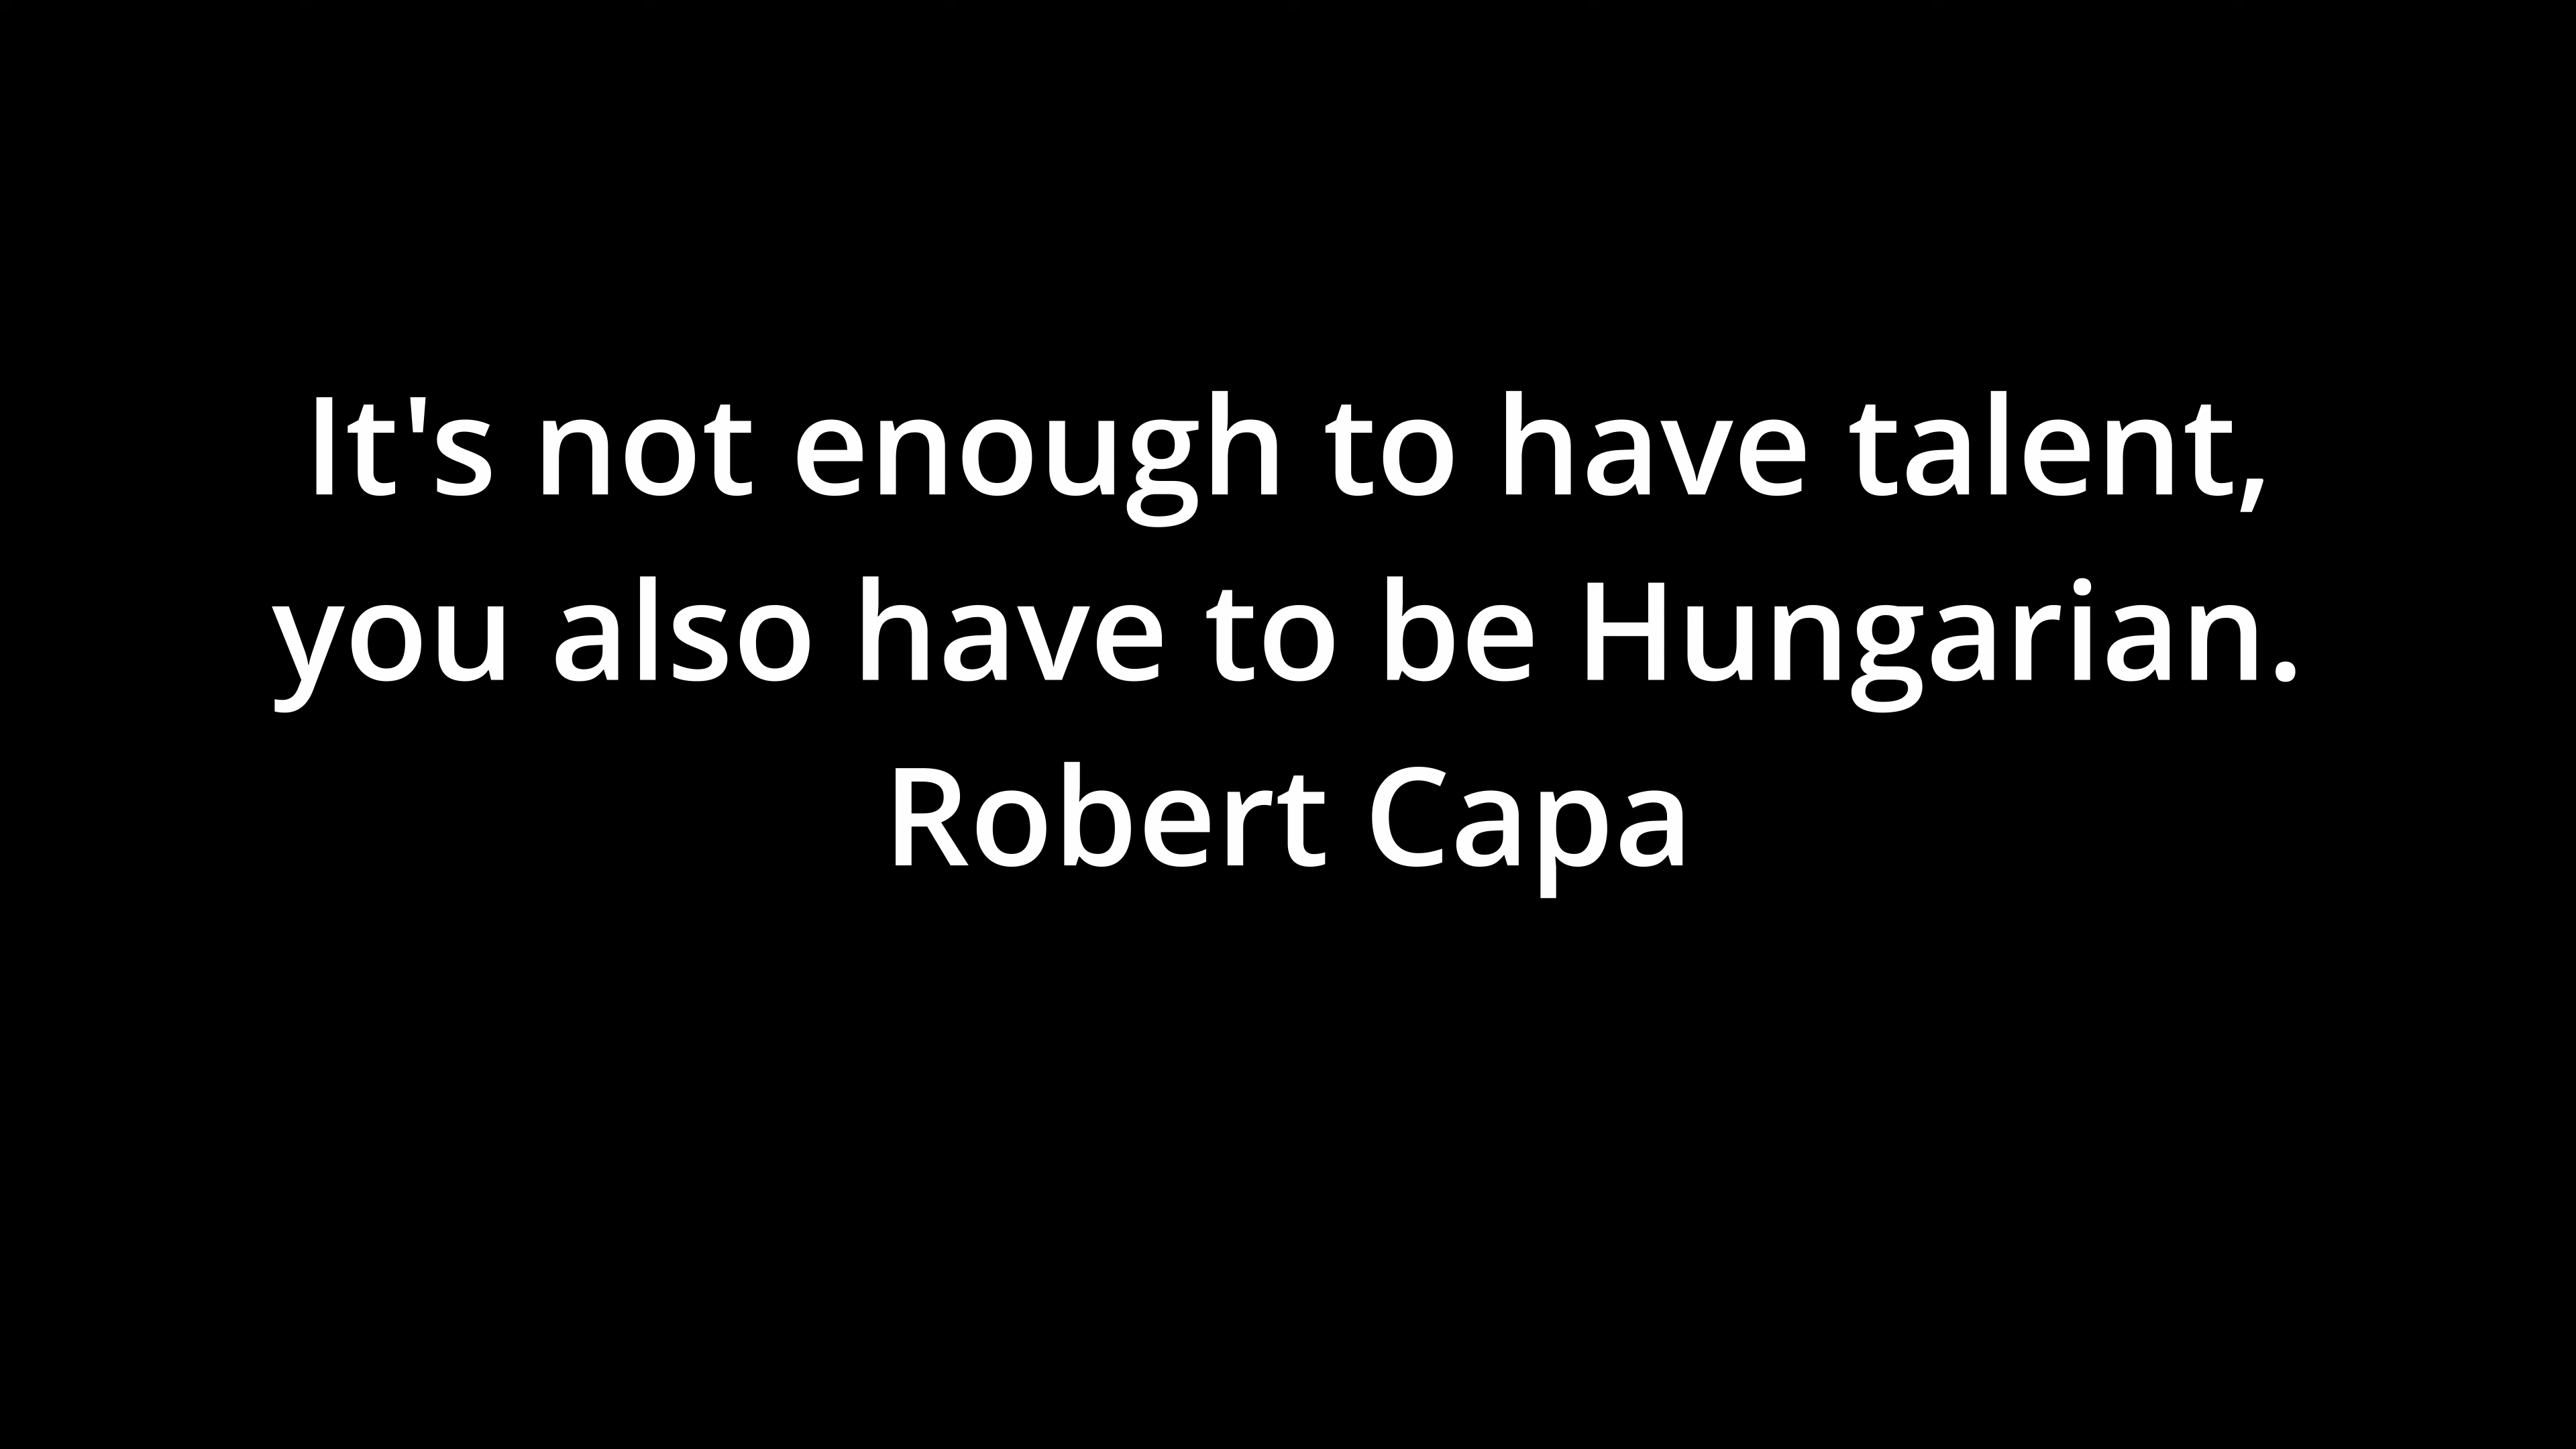 It's not enough to have talent,
you also have to be Hungarian.
Robert Capa